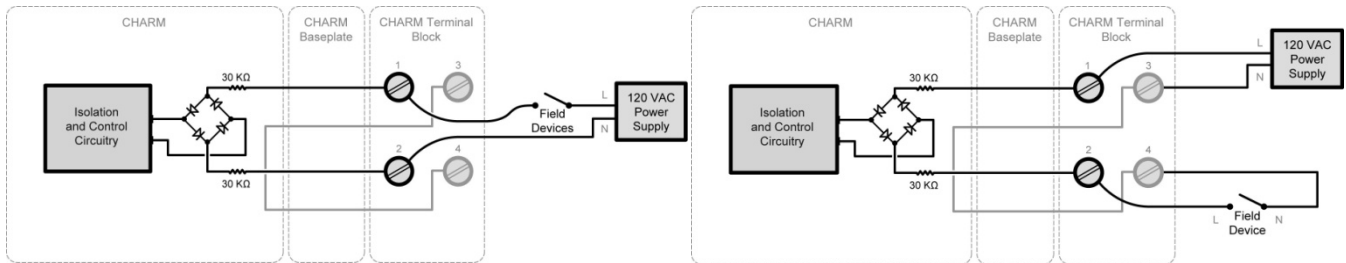 CHARM
CHARM
Baseplate
CHARM Terminal
Block
30 KΩ
1
3
Isolation
and Control
Circuitry
L
N
Field
Devices
120 VAC
Power
Supply
2
4
30 KΩ
CHARM
CHARM
Baseplate
CHARM Terminal
Block
L
N
120 VAC
Power
Supply
30 KΩ
1
3
Isolation
and Control
Circuitry
2
4
30 KΩ
L
Field
Device
N